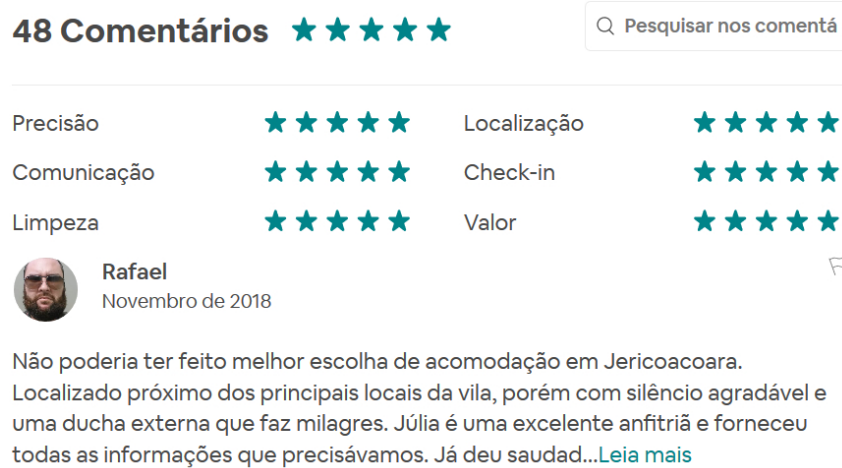 48 Comentários
Pesquisar nos comentá
Precisão
Localização
Comunicação
Check-in
Limpeza
Valor
Rafael
Novembro de 2018
Não poderia ter feito melhor escolha de acomodação em Jericoacoara.
Localizado próximo dos principais locais da vila, porém com silêncio agradável e
uma ducha externa que faz milagres. Júlia é uma excelente anfitriã e forneceu
todas as informações que precisávamos. Já deu saudad...Leia mais